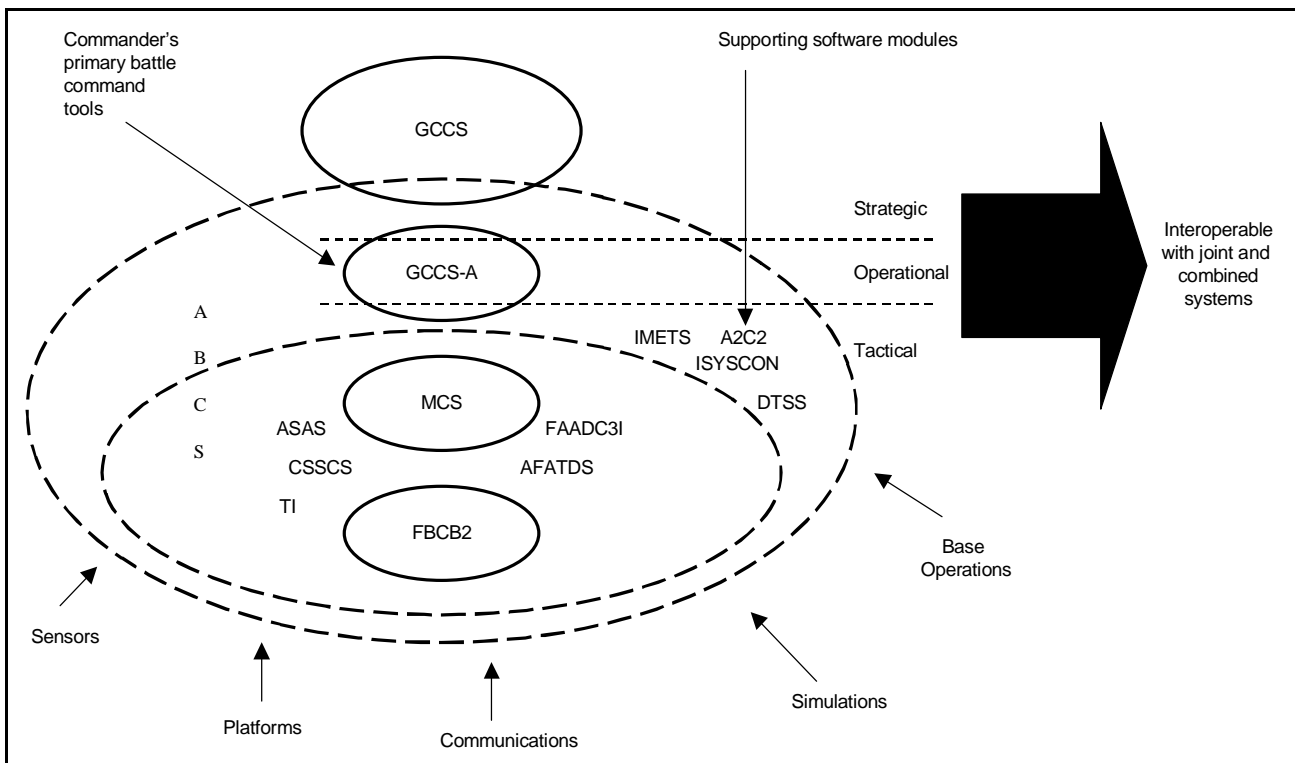 Commander's
primary battle
command
tools
Supporting software modules
GCCS
Strategic
GCCS-A
Operational
Interoperable
with joint and
combined
systems
A
B
C
S
IMETS
A2C2
ISYSCON
Tactical
MCS
DTSS
ASAS
FAADC3I
CSSCS
AFATDS
TI
FBCB2
Base
Operations
Sensors
Simulations
Platforms
Communications